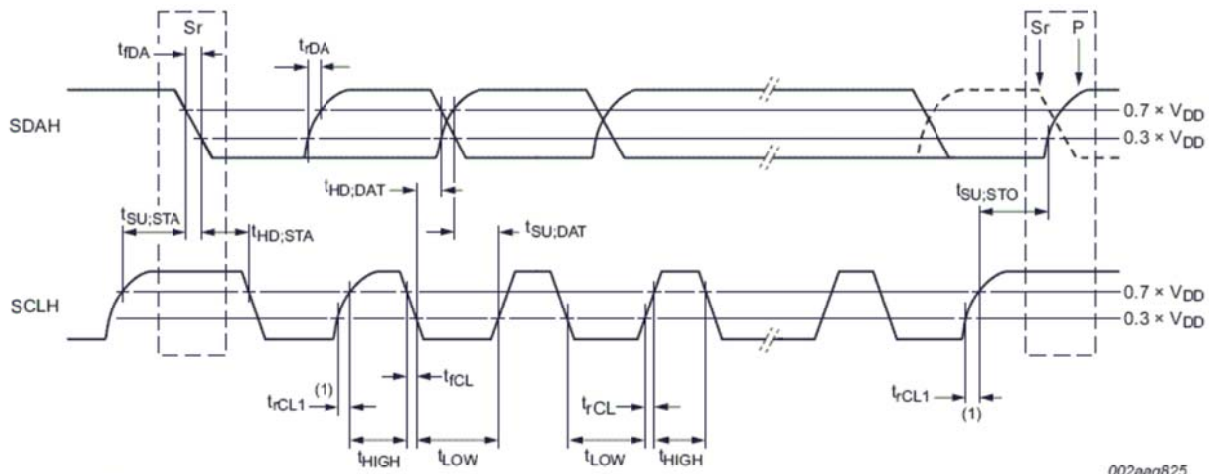 Sr
Sr P
tfDA
trDA
0.7 × VDD
SDAH
0.3 × VDD
tHD;DAT
tSU;STO
tSU;STA
tHD;STA
tSU;DAT
SCLH
0.7 × VDD
0.3 × VDD
tfCL
trCL1 (1)
trCL
trCL1
(1)
tHIGH
tLOW
tLOW
tHIGH
002aag825